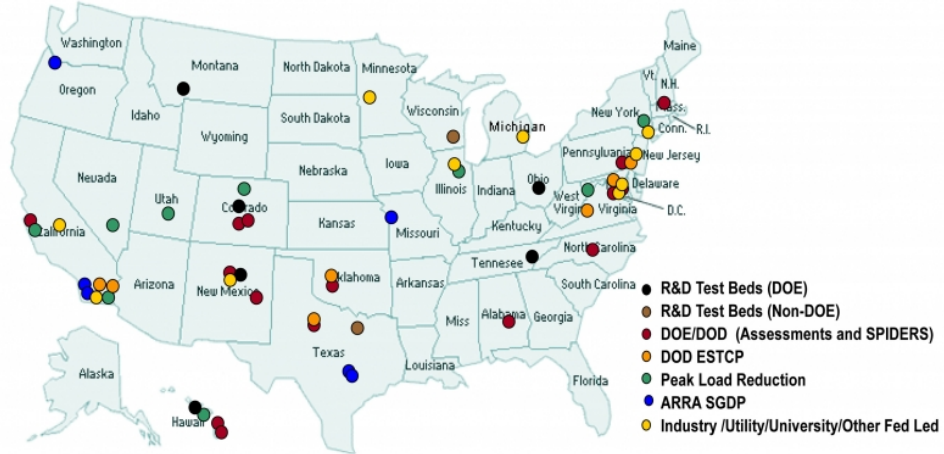 Washington
Maine
Montana
North Dakota
Minnesota
Vt.
N.H.
Oregon
Idaho
South Dakota
Wisconsin
Michigan
New York
Mass.
Conn.
R.I.
Wyoming
Iowa
Pennsylvania
New Jersey
Nevada
Utah
Nebraska
Illinois
Indiana
Ohio
West
Virginia
Delaware
Virginia
D.C.
California
Colorado
Kansas
Missouri
Kentucky
Arizona
New Mexico
Oklahoma
Arkansas
Tennesee
North Carolina
South Carolina
Miss
Alabama
Georgia
Texas
Louisiana
Florida
Alaska
Hawaii
R&D Test Beds (DOE)
R&D Test Beds (Non-DOE)
DOE/DOD (Assessments and SPIDERS)
DOD ESTCP
Peak Load Reduction
ARRA SGDP
Industry /Utility/University/Other Fed Led